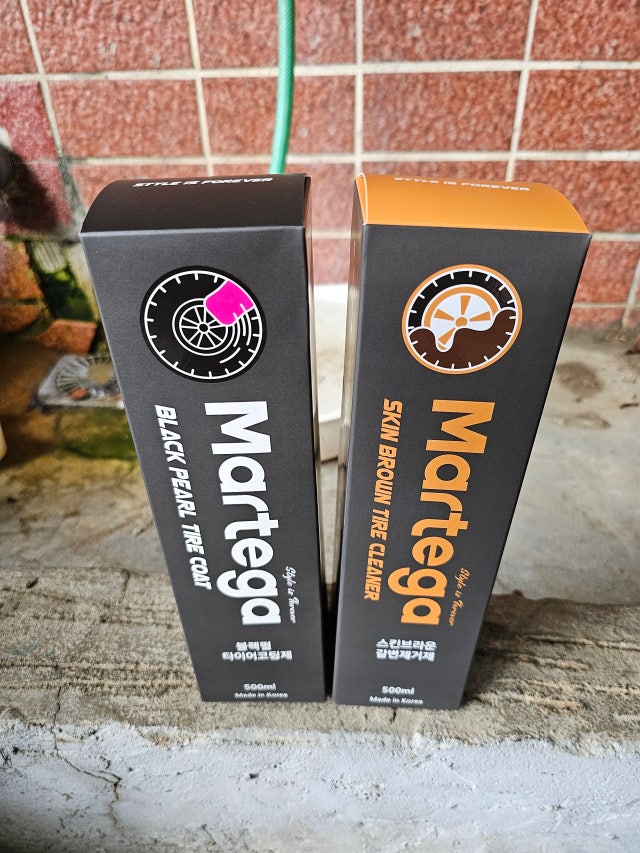 STYLE IS FOREVER
Martega
BLACK PEARL TIRE COAT
Style is forever
블랙펄
타이어코팅제
500ml
Made in Korea
STYLE IS FOREVER
Martega
SKIN BROWN TIRE CLEANER
Style is forever
스킨브라운
갈변제거제
500ml
Made in Korea